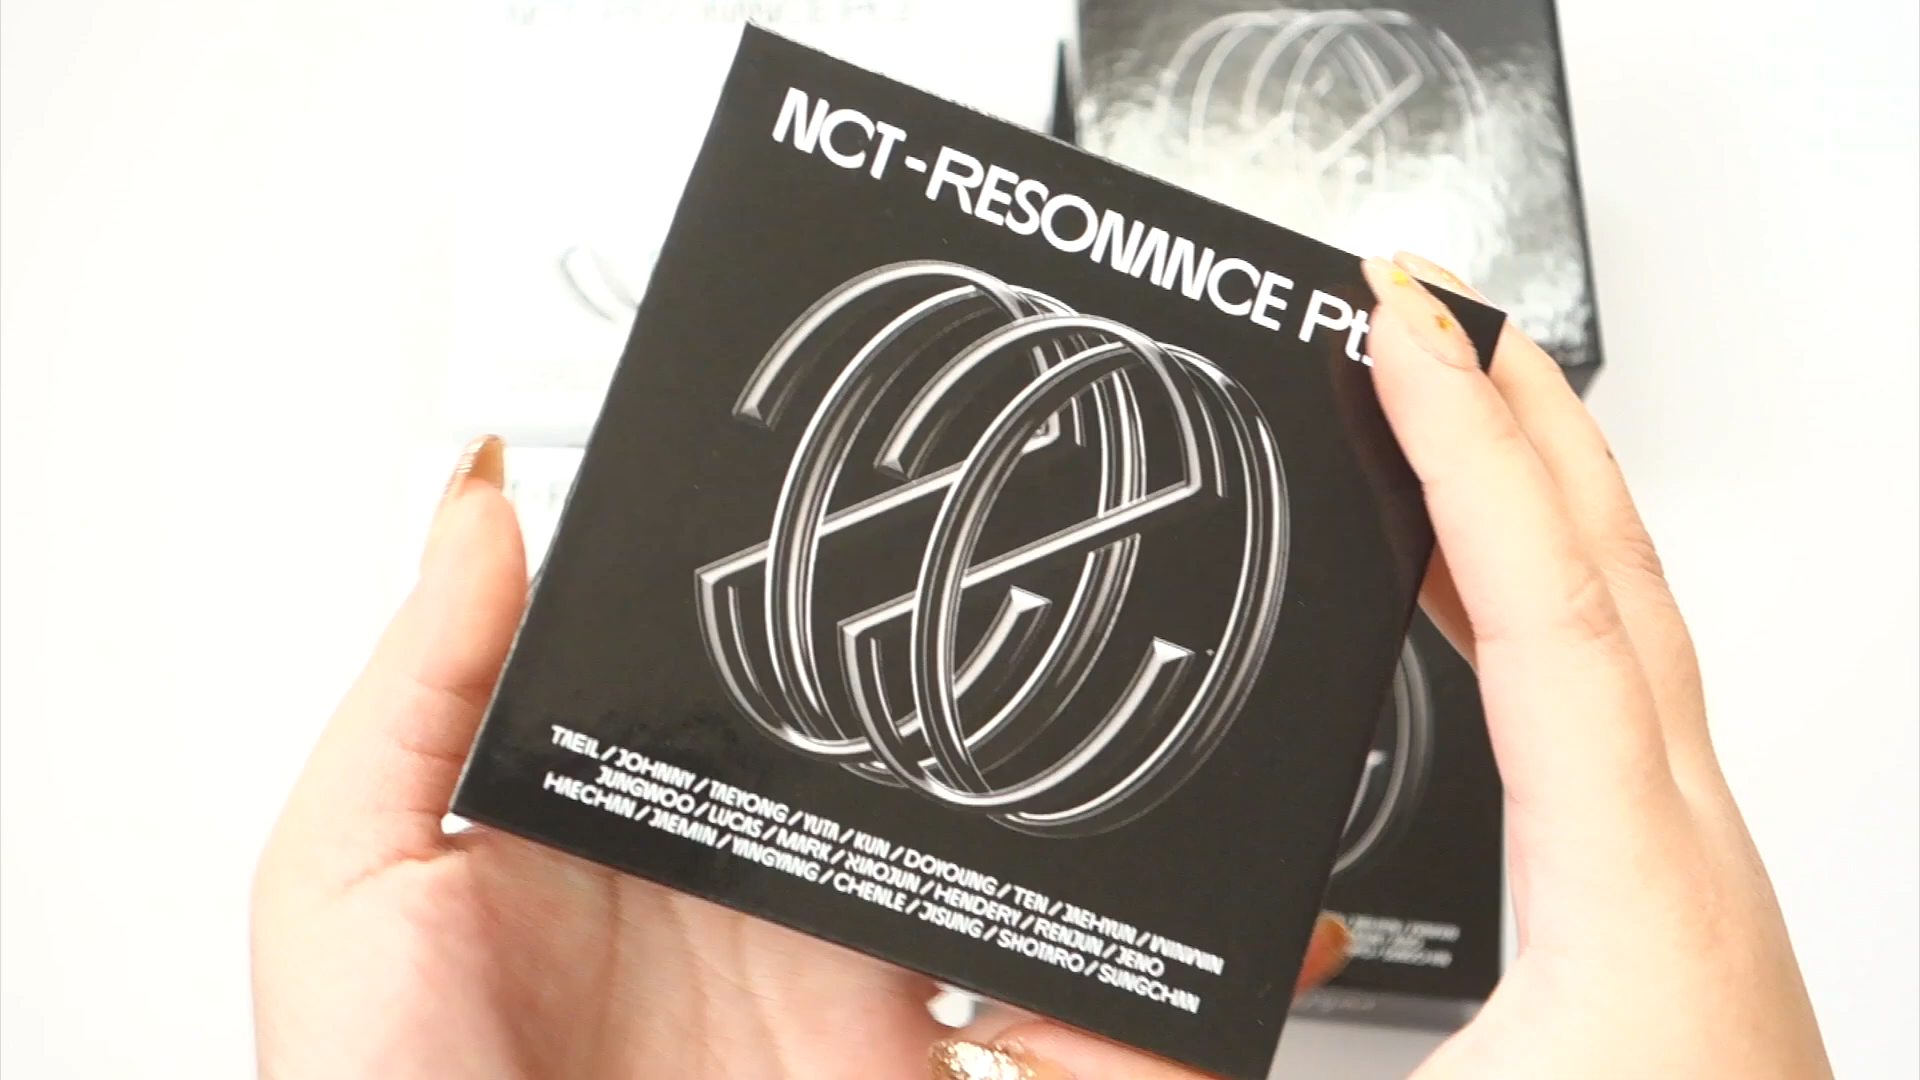 NCT - RESONANCE Pt.
TAEIL / JOHNNY / TAEYONG / YUTA / KUN / DOYOUNG / TEN / JAEHYUN / WINWIN
JUNGWOO / LUCAS / MARK / XIAOJUN / HENDERY / RENJUN / JENO
HAECHAN / JAEMIN / YANGYANG / CHENLE / JISUNG / SHOTARO / SUNGCHAN